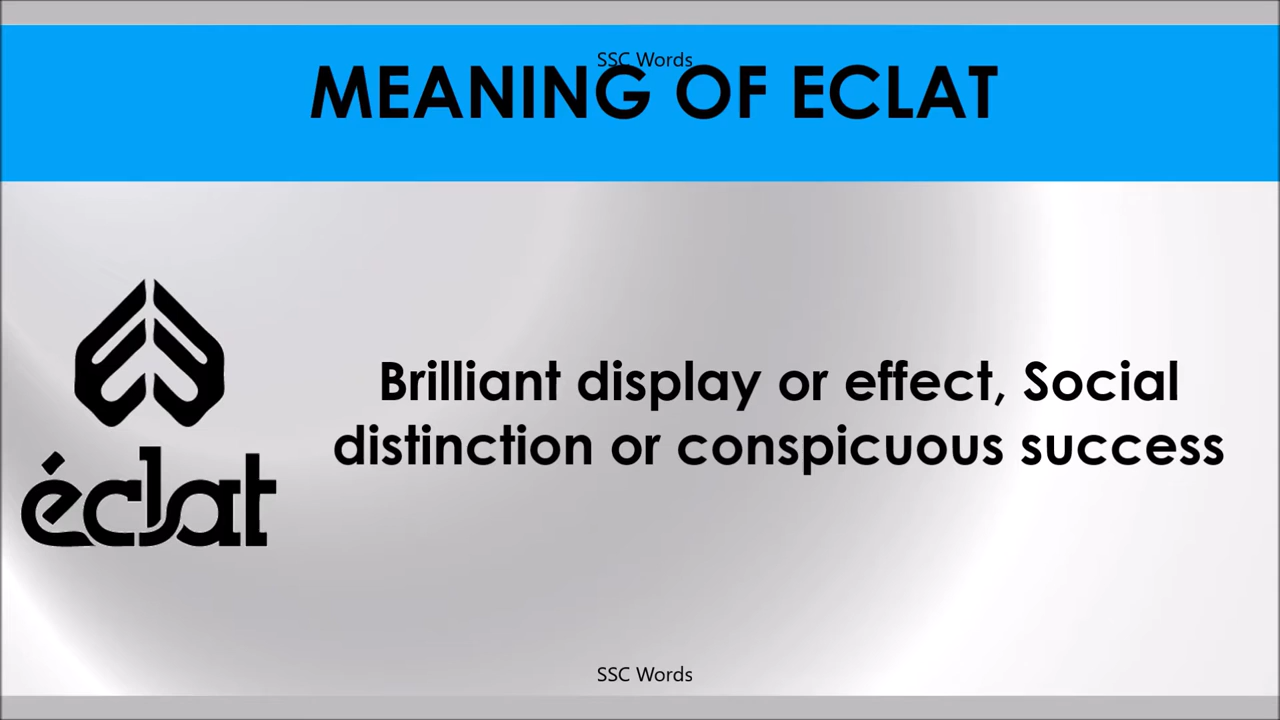 SSC Words
MEANING OF ECLAT
Brilliant display or effect, Social
distinction or conspicuous success
éclat
SSC Words